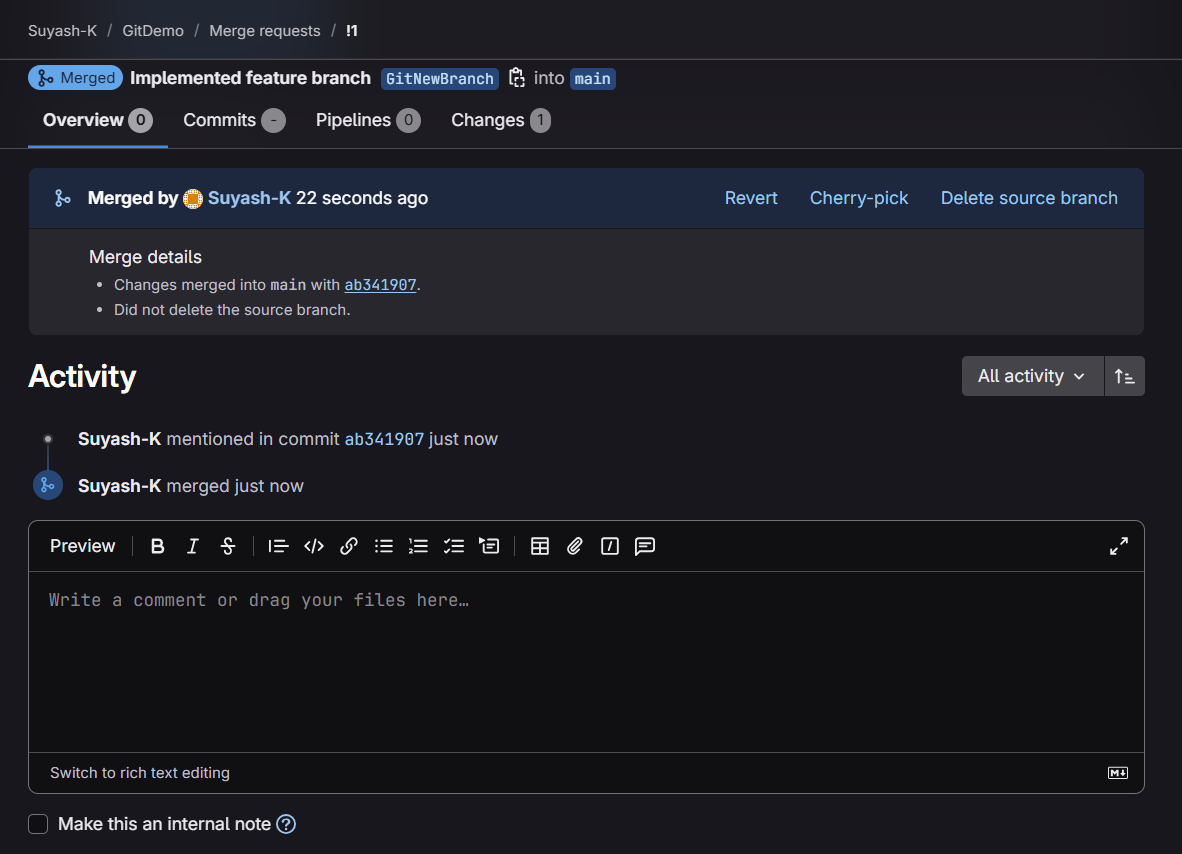 Suyash-K / GitDemo / Merge requests / !1
Merged Implemented feature branch GitNewBranch into main
Overview 0 Commits - Pipelines 0 Changes 1
Merged by Suyash-K 22 seconds ago Revert Cherry-pick Delete source branch
Merge details
• Changes merged into main with ab341907.
• Did not delete the source branch.
Activity All activity
Suyash-K mentioned in commit ab341907 just now
Suyash-K merged just now
Preview
Write a comment or drag your files here…
Switch to rich text editing
Make this an internal note